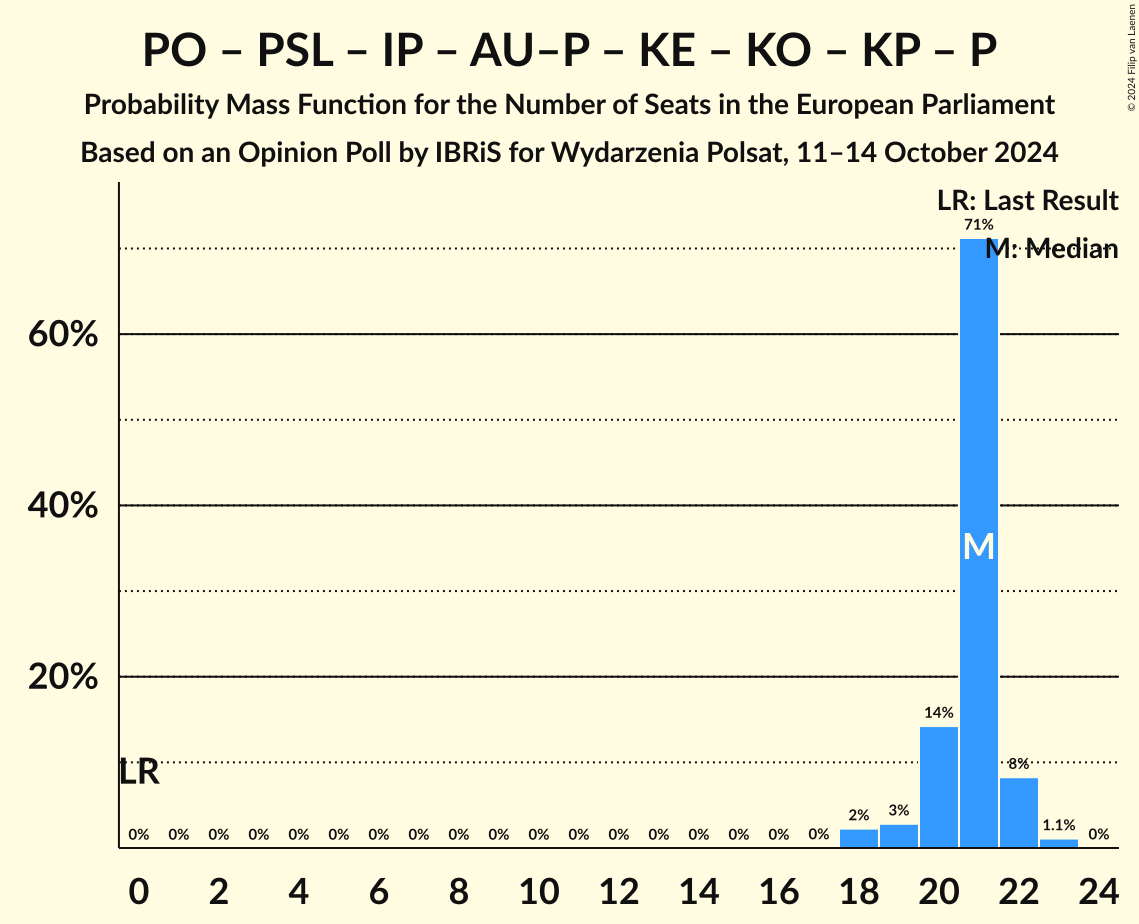 PO – PSL – IP – AU–P – KE – KO – KP – P
Probability Mass Function for the Number of Seats in the European Parliament
Based on an Opinion Poll by IBRiS for Wydarzenia Polsat, 11–14 October 2024
© 2024 Filip van Laenen
LR: Last Result
M: Median
71%
60%
40%
M
20%
14%
LR
8%
0% 0% 0% 0% 0% 0% 0% 0% 0% 0% 0% 0% 0% 0% 0% 0% 0% 0% 2% 3% 1.1% 0%
0 2 4 6 8 10 12 14 16 18 20 22 24